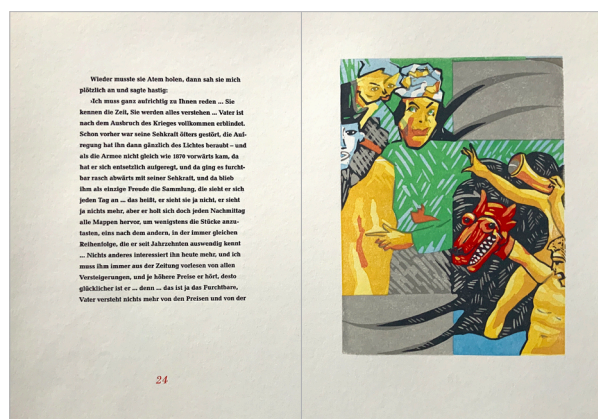 Wieder musste sie Atem holen, dann sah sie mich
plötzlich an und sagte hastig:
›Ich muss ganz aufrichtig zu Ihnen reden ... Sie
kennen die Zeit, Sie werden alles verstehen ... Vater ist
nach dem Ausbruch des Krieges vollkommen erblindet.
Schon vorher war seine Sehkraft öfters gestört, die Auf-
regung hat ihn dann gänzlich des Lichtes beraubt – und
als die Armee nicht gleich wie 1870 vorwärts kam, da
hat er sich entsetzlich aufgeregt, und da ging es furcht-
bar rasch abwärts mit seiner Sehkraft, und da blieb
ihm als einzige Freude die Sammlung, die sieht er sich
jeden Tag an ... das heißt, er sieht sie ja nicht, er sieht
ja nichts mehr, aber er holt sich doch jeden Nachmittag
alle Mappen hervor, um wenigstens die Stücke anzu-
tasten, eins nach dem andern, in der immer gleichen
Reihenfolge, die er seit Jahrzehnten auswendig kennt
... Nichts anderes interessiert ihn heute mehr, und ich
muss ihm immer aus der Zeitung vorlesen von allen
Versteigerungen, und je höhere Preise er hört, desto
glücklicher ist er ... denn ... das ist ja das Furchtbare,
Vater versteht nichts mehr von den Preisen und von der
24